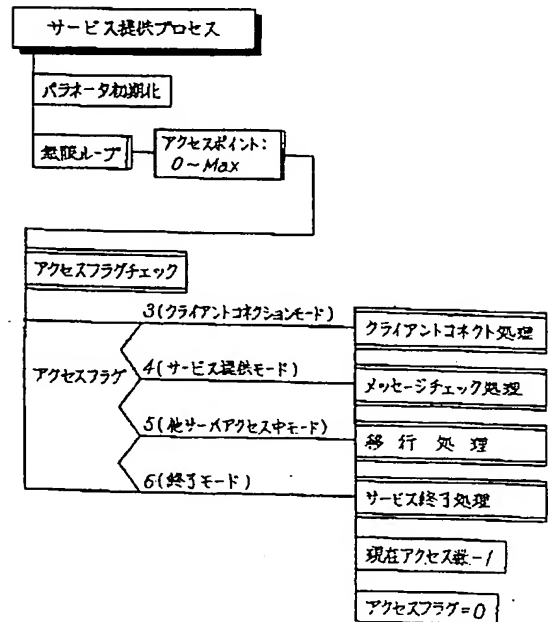 サービス提供プロセス
パラネータ初期化
無限ループ
アクセスポイント:
0~Max
アクセスフラグチェック
3(クライアントコネクションモード)
クライアントコネクト処理
アクセスフラグ
4(サービス提供モード)
メッセージチェック処理
5(他サーバアクセス中モード)
移行処理
6(終了モード)
サービス終了処理
現在アクセス数-1
アクセスフラグ=0